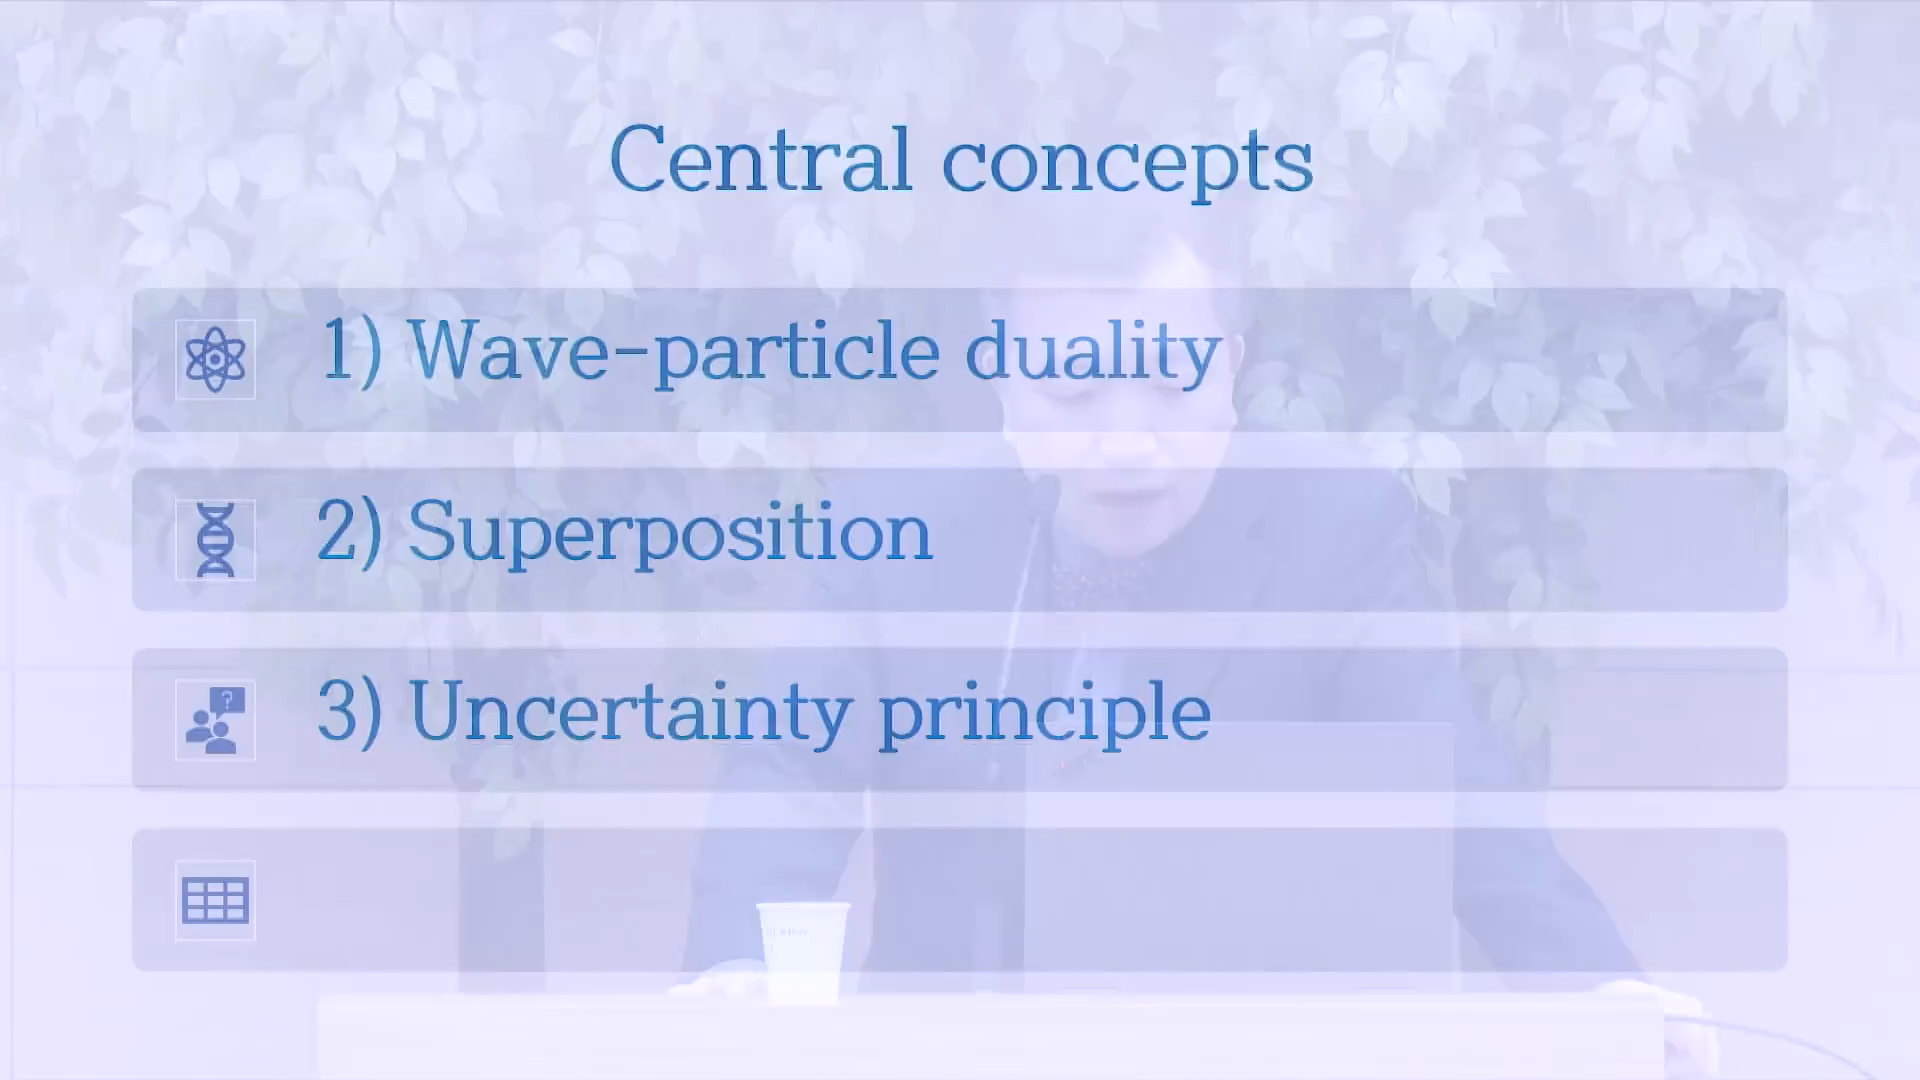 Central concepts
1) Wave-particle duality
2) Superposition
3) Uncertainty principle
?